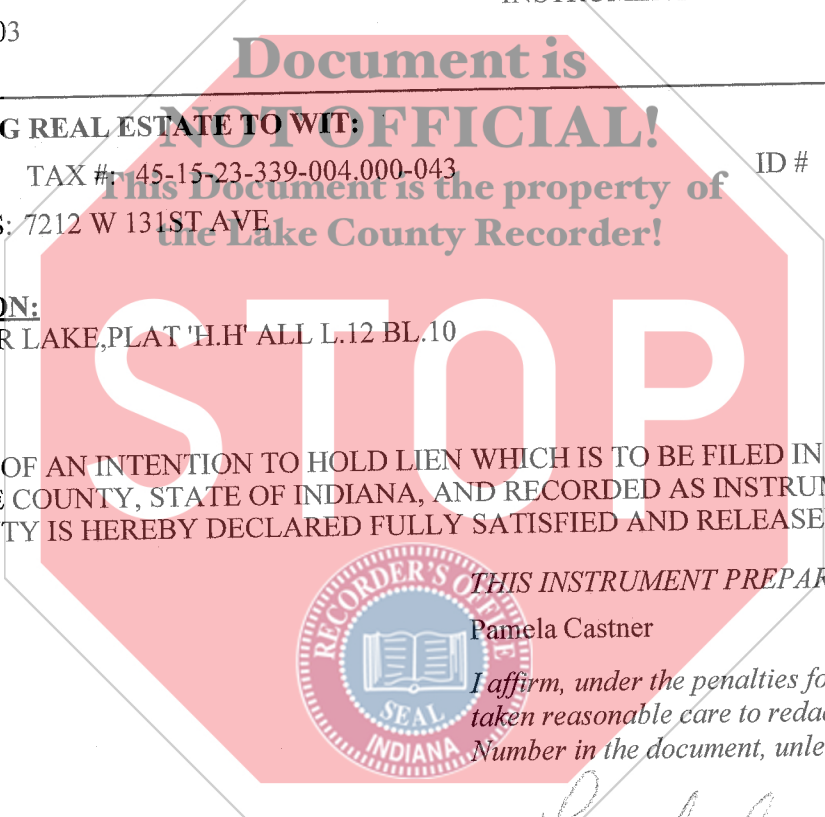 03
Document is
NOT OFFICIAL!
This Document is the property of
the Lake County Recorder!
G REAL ESTATE TO WIT:
TAX #: 45-15-23-339-004.000-043
ID #
S: 7212 W 131ST AVE
ON:
R LAKE,PLAT 'H.H' ALL L.12 BL.10
STOP
OF AN INTENTION TO HOLD LIEN WHICH IS TO BE FILED IN
E COUNTY, STATE OF INDIANA, AND RECORDED AS INSTRUM
TY IS HEREBY DECLARED FULLY SATISFIED AND RELEASE
RECORDER'S OFFICE
SEAL
INDIANA
THIS INSTRUMENT PREPAR
Pamela Castner
I affirm, under the penalties fo
taken reasonable care to reda
Number in the document, unle